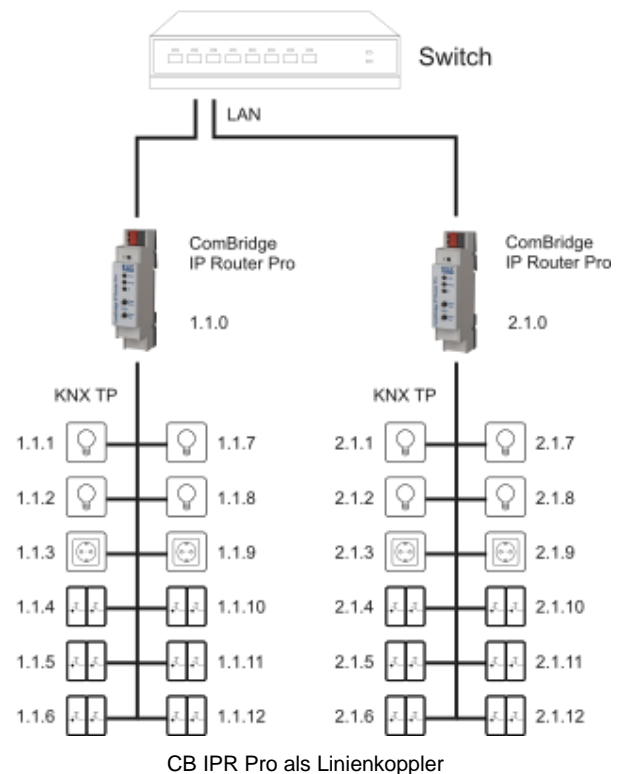 Switch
LAN
ComBridge
IP Router Pro
1.1.0
ComBridge
IP Router Pro
2.1.0
KNX TP
KNX TP
1.1.1 1.1.7 2.1.1 2.1.7
1.1.2 1.1.8 2.1.2 2.1.8
1.1.3 1.1.9 2.1.3 2.1.9
1.1.4 1.1.10 2.1.4 2.1.10
1.1.5 1.1.11 2.1.5 2.1.11
1.1.6 1.1.12 2.1.6 2.1.12
CB IPR Pro als Linienkoppler